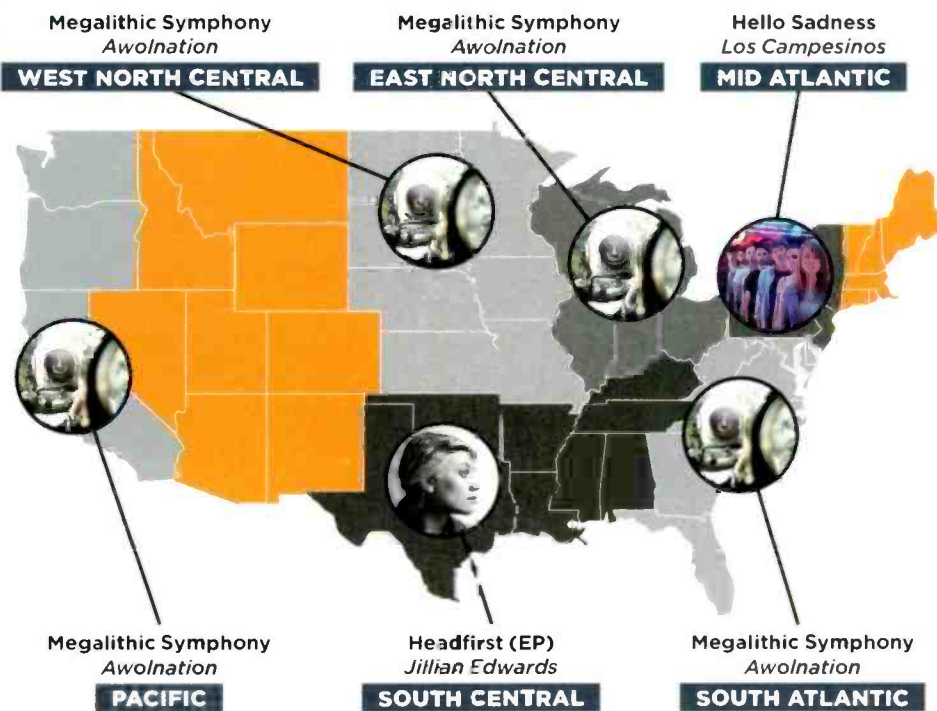 Megalithic Symphony
Awolnation
WEST NORTH CENTRAL
Megalithic Symphony
Awolnation
EAST NORTH CENTRAL
Hello Sadness
Los Campesinos
MID ATLANTIC
Megalithic Symphony
Awolnation
PACIFIC
Headfirst (EP)
Jillian Edwards
SOUTH CENTRAL
Megalithic Symphony
Awolnation
SOUTH ATLANTIC